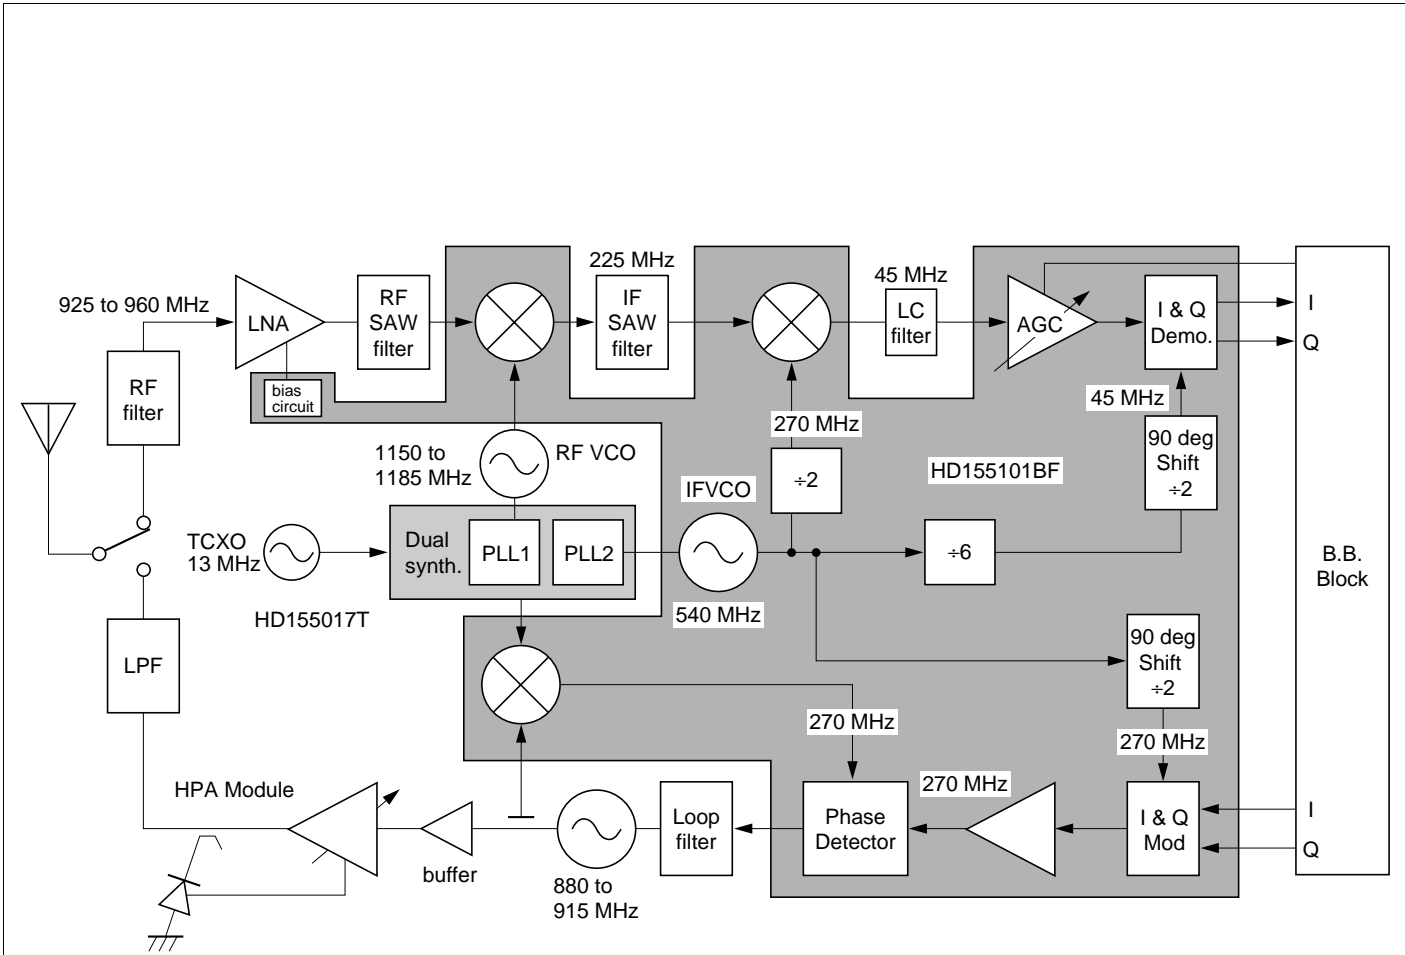 925 to 960 MHz
LNA
bias
circuit
RF
SAW
filter
225 MHz
IF
SAW
filter
45 MHz
LC
filter
AGC
I & Q
Demo.
I
Q
RF
filter
1150 to
1185 MHz
RF VCO
270 MHz
÷2
45 MHz
90 deg
Shift
÷2
HD155101BF
TCXO
13 MHz
HD155017T
Dual
synth.
PLL1
PLL2
IFVCO
540 MHz
÷6
B.B.
Block
LPF
90 deg
Shift
÷2
270 MHz
270 MHz
HPA Module
buffer
880 to
915 MHz
Loop
filter
Phase
Detector
270 MHz
I & Q
Mod
I
Q